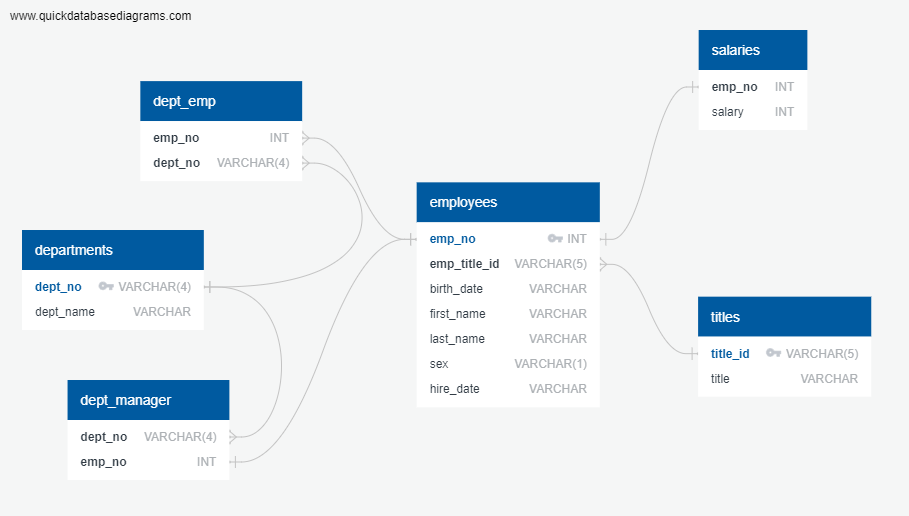 www.quickdatabasediagrams.com
salaries
emp_no INT
salary INT
dept_emp
emp_no INT
dept_no VARCHAR(4)
employees
emp_no INT
emp_title_id VARCHAR(5)
birth_date VARCHAR
first_name VARCHAR
last_name VARCHAR
sex VARCHAR(1)
hire_date VARCHAR
departments
dept_no VARCHAR(4)
dept_name VARCHAR
titles
title_id VARCHAR(5)
title VARCHAR
dept_manager
dept_no VARCHAR(4)
emp_no INT